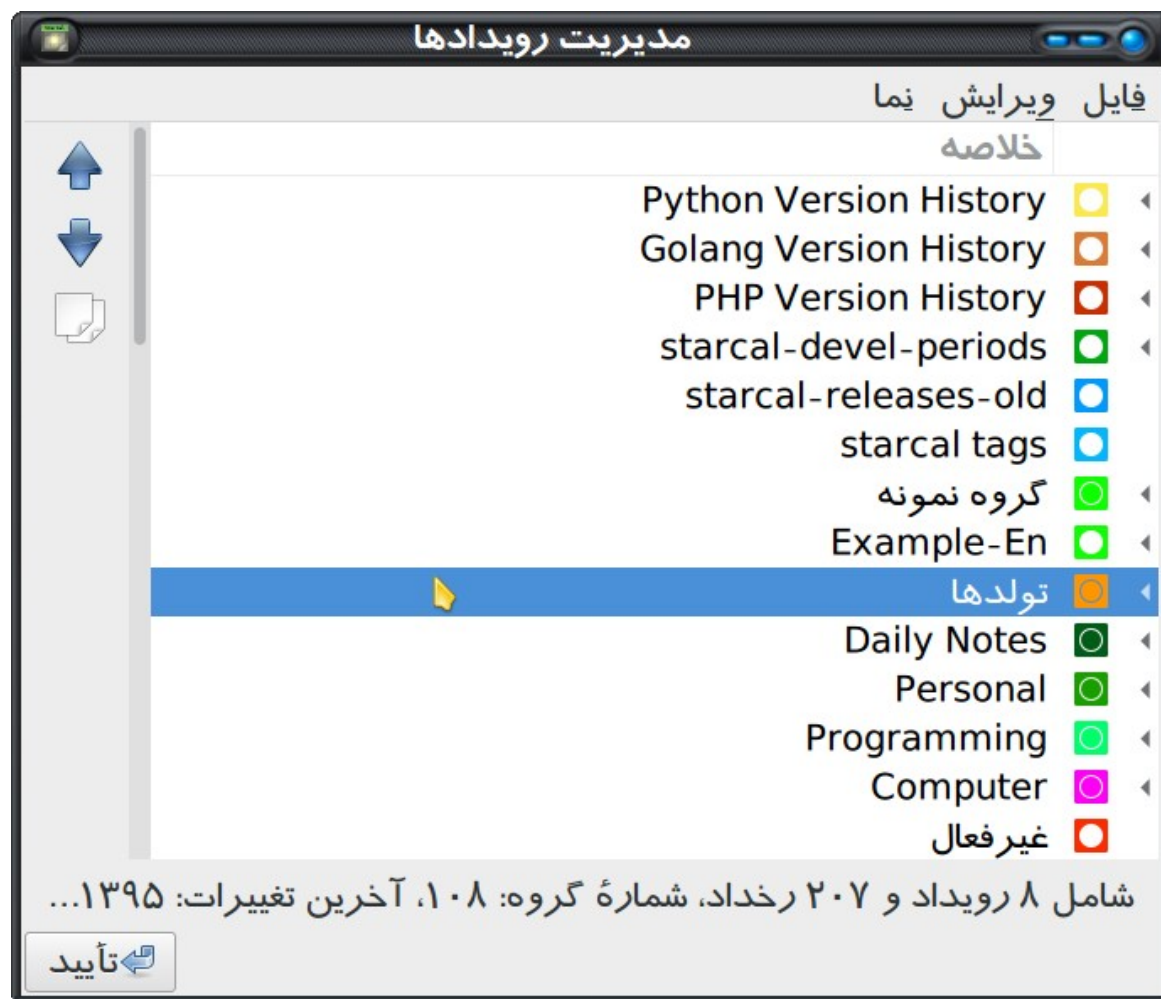 مدیریت رویدادها
فایل ویرایش نما
خلاصه
Python Version History
Golang Version History
PHP Version History
starcal-devel-periods
starcal-releases-old
starcal tags
گروه نمونه
Example-En
تولدها
Daily Notes
Personal
Programming
Computer
غیرفعال
شامل ۸ رویداد و ۲۰۷ رخداد، شمارهٔ گروه: ۱۰۸، آخرین تغییرات: ۱۳۹۵...
تأیید